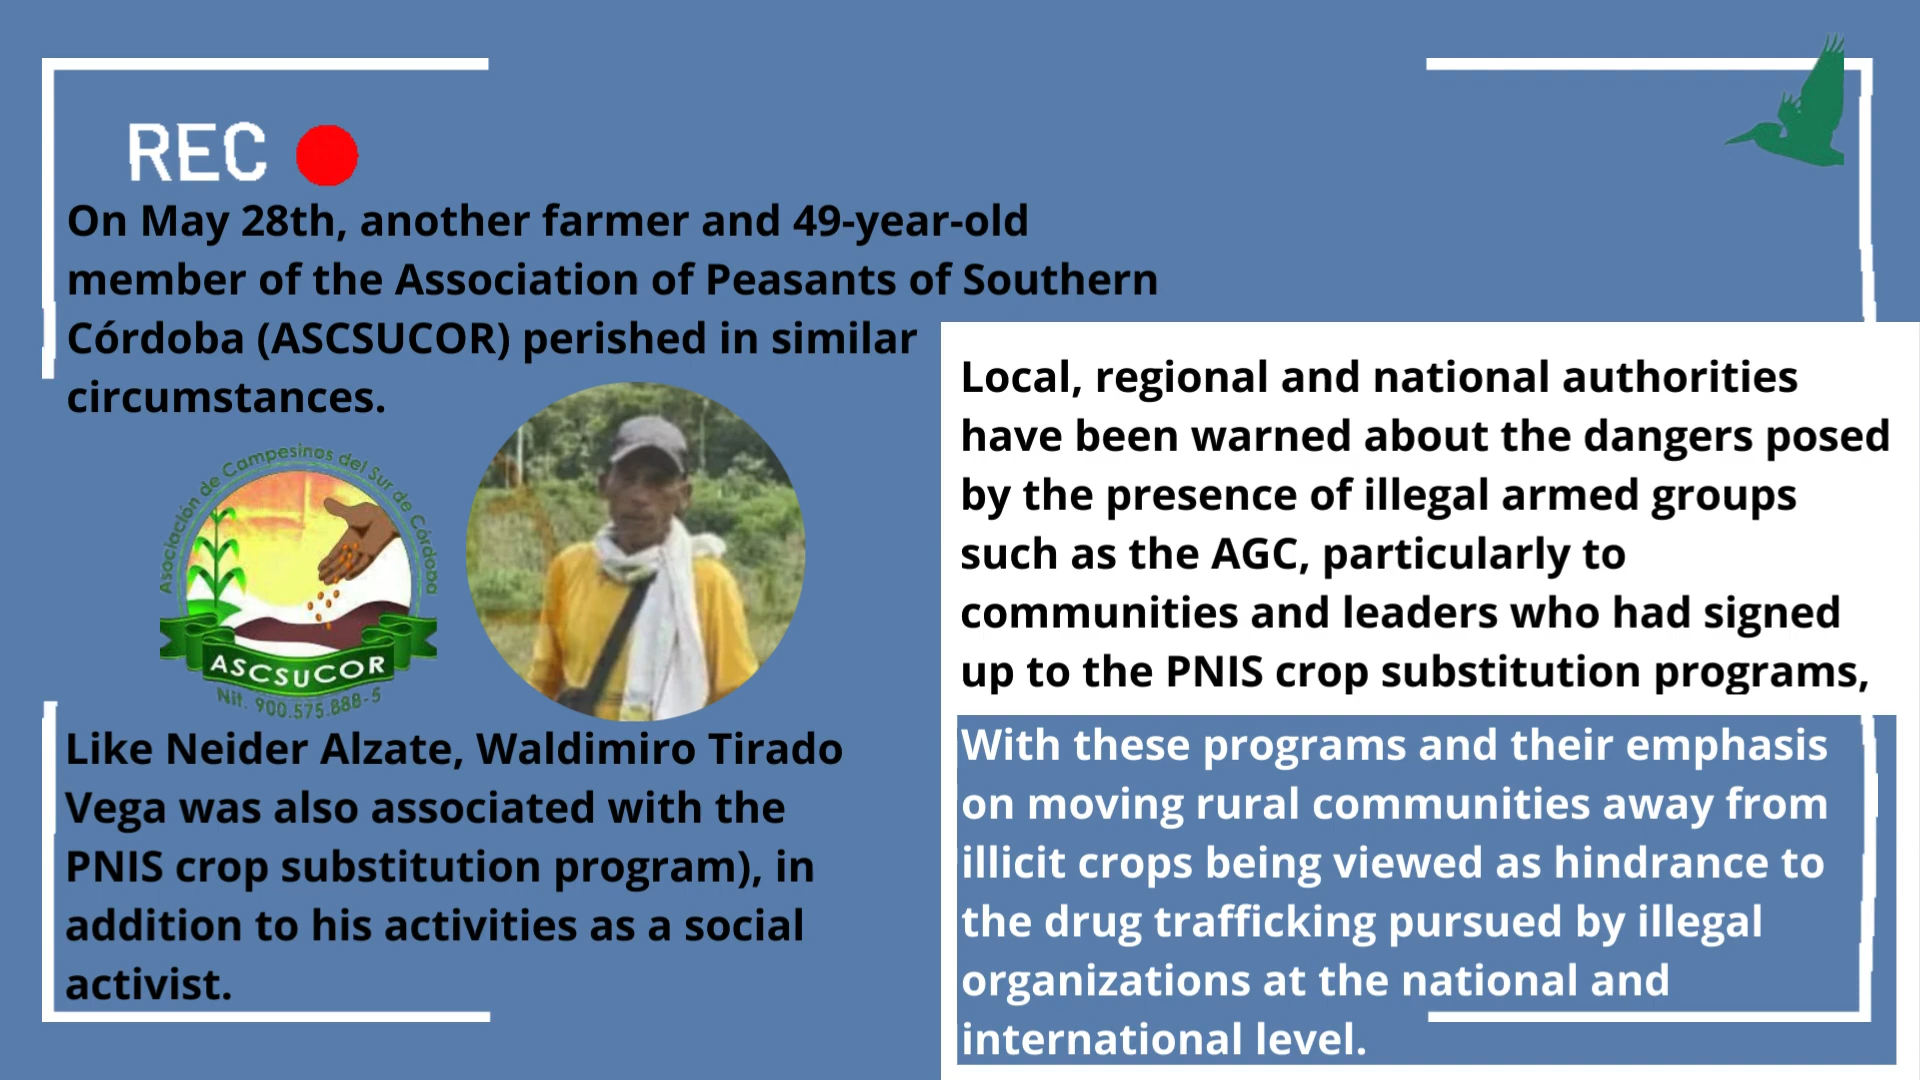 REC
On May 28th, another farmer and 49-year-old
member of the Association of Peasants of Southern
Córdoba (ASCSUCOR) perished in similar
circumstances.
Asociación de Campesinos del Sur de Córdoba
ASCSUCOR
Nit. 900.575.888-5
Like Neider Alzate, Waldimiro Tirado
Vega was also associated with the
PNIS crop substitution program), in
addition to his activities as a social
activist.
Local, regional and national authorities
have been warned about the dangers posed
by the presence of illegal armed groups
such as the AGC, particularly to
communities and leaders who had signed
up to the PNIS crop substitution programs,
With these programs and their emphasis
on moving rural communities away from
illicit crops being viewed as hindrance to
the drug trafficking pursued by illegal
organizations at the national and
international level.